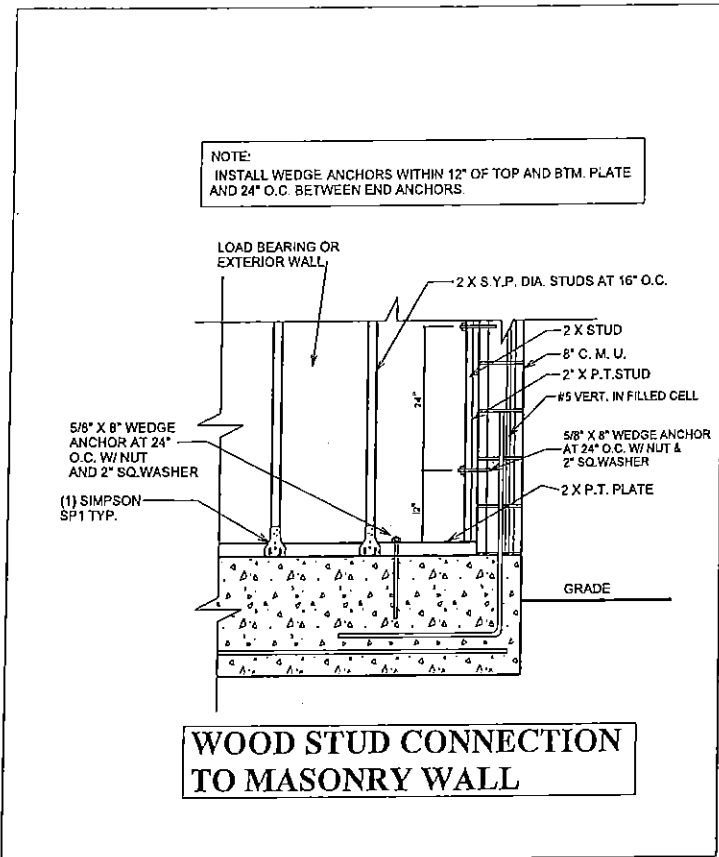 NOTE:
INSTALL WEDGE ANCHORS WITHIN 12" OF TOP AND BTM. PLATE
AND 24" O.C. BETWEEN END ANCHORS.
LOAD BEARING OR
EXTERIOR WALL
2 X S.Y.P. DIA. STUDS AT 16" O.C.
2 X STUD
8" C. M. U.
2" X P.T.STUD
#5 VERT. IN FILLED CELL
24"
5/8" X 8" WEDGE
ANCHOR AT 24"
O.C. W/ NUT
AND 2" SQ.WASHER
5/8" X 8" WEDGE ANCHOR
AT 24" O.C. W/ NUT &
2" SQ.WASHER
12"
2 X P.T. PLATE
(1) SIMPSON
SP1 TYP.
GRADE
WOOD STUD CONNECTION
TO MASONRY WALL